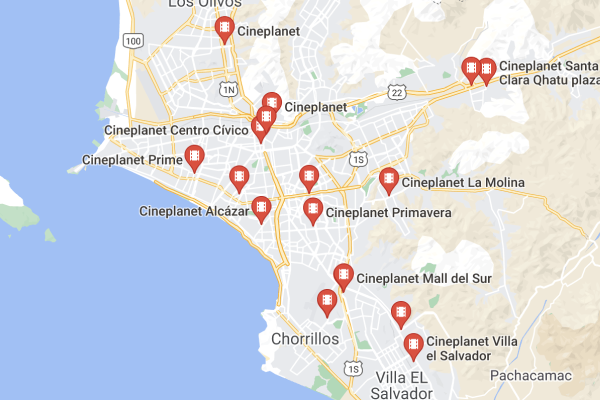 Los Olivos
Cineplanet
100
1N
22
Cineplanet Santa
Clara Qhatu plaza
Cineplanet
Cineplanet Centro Cívico
Cineplanet Prime
1S
Cineplanet La Molina
Cineplanet Alcázar
Cineplanet Primavera
Cineplanet Mall del Sur
Chorrillos
Cineplanet Villa
el Salvador
1S
Villa EL
Salvador
Pachacamac